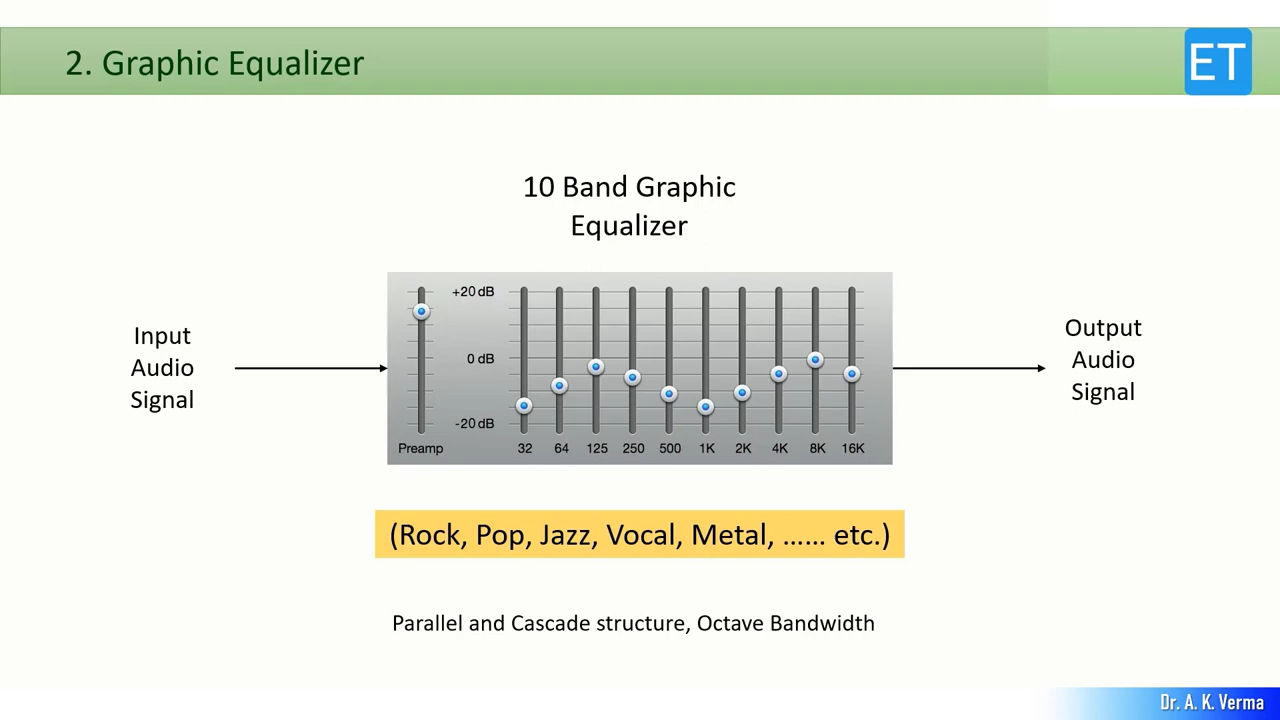 2. Graphic Equalizer
ET
10 Band Graphic
Equalizer
Input
Audio
Signal
+20 dB
0 dB
-20 dB
Preamp 32 64 125 250 500 1K 2K 4K 8K 16K
Output
Audio
Signal
(Rock, Pop, Jazz, Vocal, Metal, …… etc.)
Parallel and Cascade structure, Octave Bandwidth
Dr. A. K. Verma